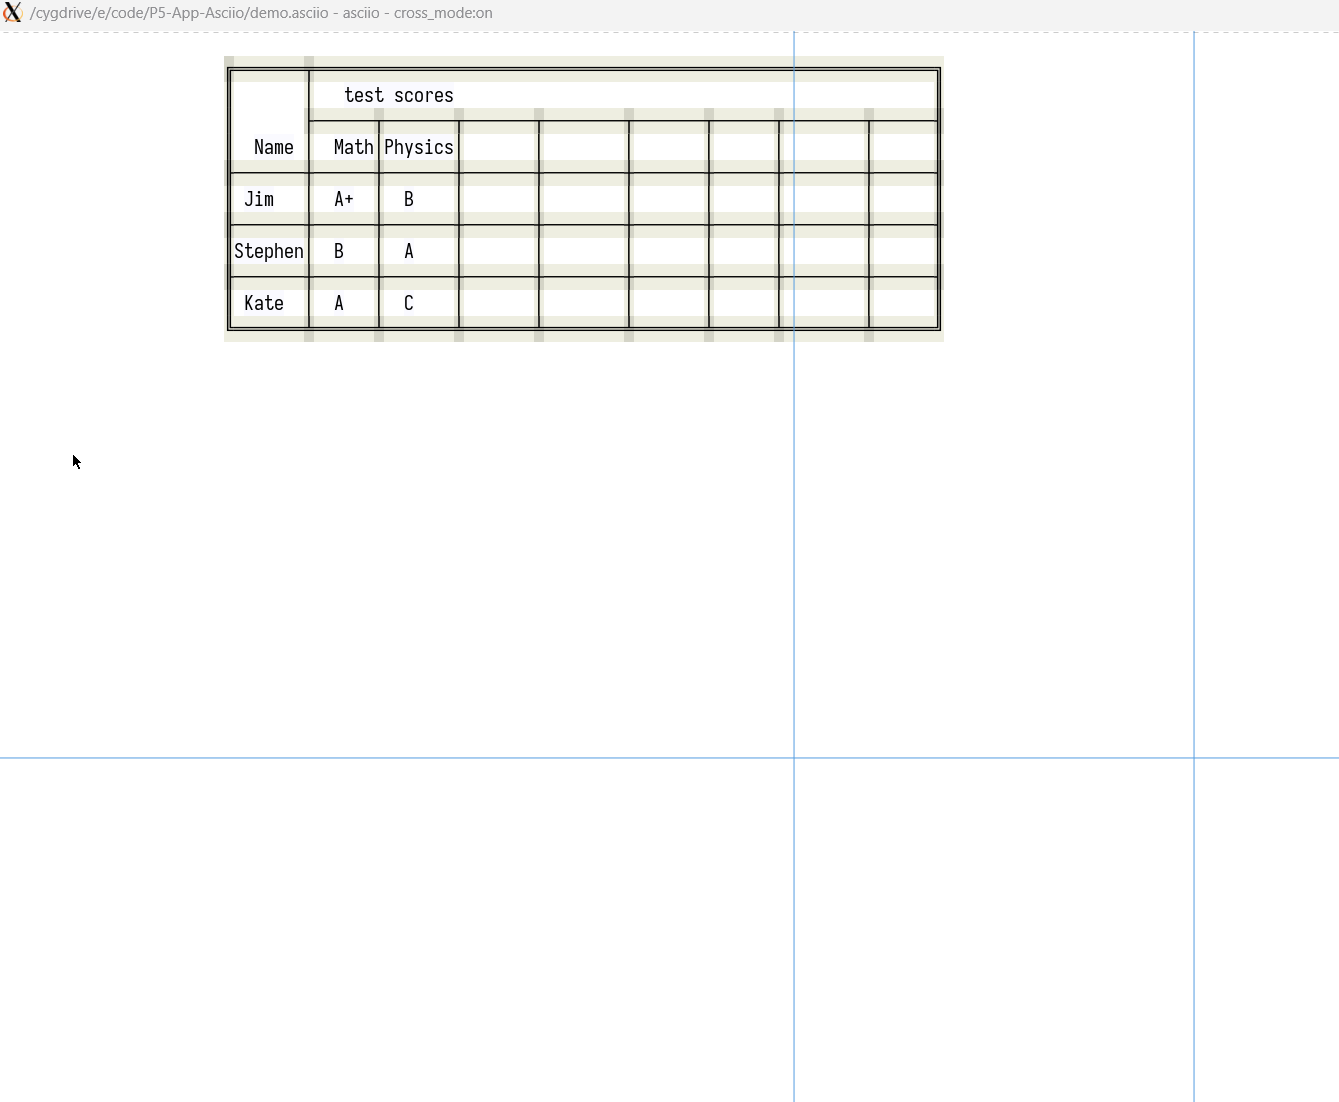 /cygdrive/e/code/P5-App-Asciio/demo.asciio - asciio - cross_mode:on
test scores
Name Math Physics
Jim A+ B
Stephen B A
Kate A C